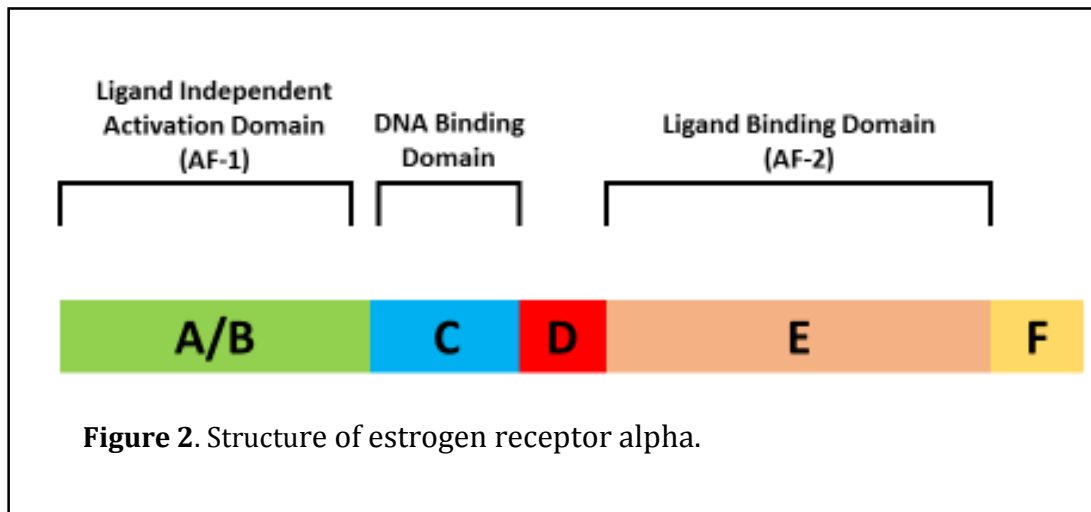 Ligand Independent
Activation Domain
(AF-1)
DNA Binding
Domain
Ligand Binding Domain
(AF-2)
A/B
C
D
E
F
Figure 2. Structure of estrogen receptor alpha.